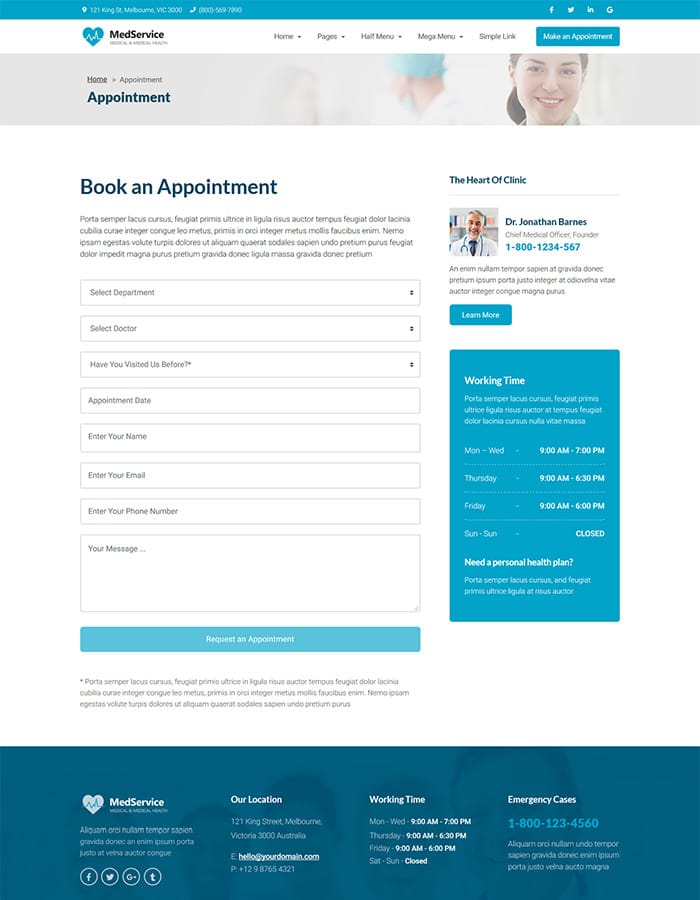 121 King St, Melbourne, VIC 3000 (800)-569-7890
MedService
MEDICAL & MEDICAL HEALTH
Home Pages Half Menu Mega Menu Simple Link Make an Appointment
Home » Appointment
Appointment
Book an Appointment
Porta semper lacus cursus, feugiat primis ultrice in ligula risus auctor tempus feugiat dolor lacinia
cubilia curae integer congue leo metus, primis in orci integer metus mollis faucibus enim. Nemo
ipsum egestas volute turpis dolores ut aliquam quaerat sodales sapien undo pretium purus feugiat
dolor impedit magna purus pretium gravida donec ligula massa gravida donec pretium
Select Department
Select Doctor
Have You Visited Us Before?*
Appointment Date
Enter Your Name
Enter Your Email
Enter Your Phone Number
Your Message ...
Request an Appointment
* Porta semper lacus cursus, feugiat primis ultrice in ligula risus auctor tempus feugiat dolor lacinia
cubilia curae integer congue leo metus, primis in orci integer metus mollis faucibus enim. Nemo ipsum
egestas volute turpis dolores ut aliquam quaerat sodales sapien undo pretium purus
The Heart Of Clinic
Dr. Jonathan Barnes
Chief Medical Officer, Founder
1-800-1234-567
An enim nullam tempor sapien at gravida donec
pretium ipsum porta justo integer at odiovelna vitae
auctor integer congue magna purus
Learn More
Working Time
Porta semper lacus cursus, feugiat primis
ultrice ligula risus auctor at tempus feugiat
dolor lacinia cursus nulla vitae massa
Mon – Wed - 9:00 AM - 7:00 PM
Thursday - 9:00 AM - 6:30 PM
Friday - 9:00 AM - 6:00 PM
Sun - Sun - CLOSED
Need a personal health plan?
Porta semper lacus cursus, and feugiat
primis ultrice ligula at risus auctor
MedService
MEDICAL & MEDICAL HEALTH
Aliquam orci nullam tempor sapien
gravida donec an enim ipsum porta
justo at velna auctor congue
Our Location
121 King Street, Melbourne,
Victoria 3000 Australia
E: hello@yourdomain.com
P: +12 9 8765 4321
Working Time
Mon - Wed - 9:00 AM - 7:00 PM
Thursday - 9:00 AM - 6:30 PM
Friday - 9:00 AM - 6:00 PM
Sat - Sun - Closed
Emergency Cases
1-800-123-4560
Aliquam orci nullam undo tempor
sapien gravida donec enim ipsum
porta justo velna aucto magna